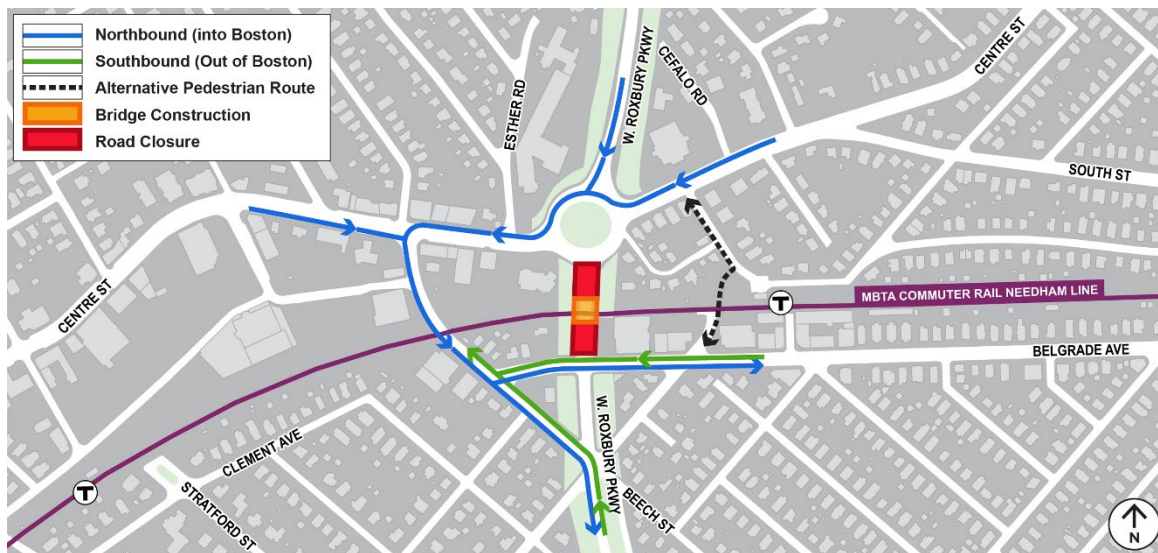 Northbound (into Boston)
Southbound (Out of Boston)
Alternative Pedestrian Route
Bridge Construction
Road Closure
ESTHER RD
W. ROXBURY PKWY
CEFALO RD
CENTRE ST
SOUTH ST
CENTRE ST
T
MBTA COMMUTER RAIL NEEDHAM LINE
BELGRADE AVE
W. ROXBURY PKWY
BEECH ST
CLEMENT AVE
STRATFORD ST
T
N